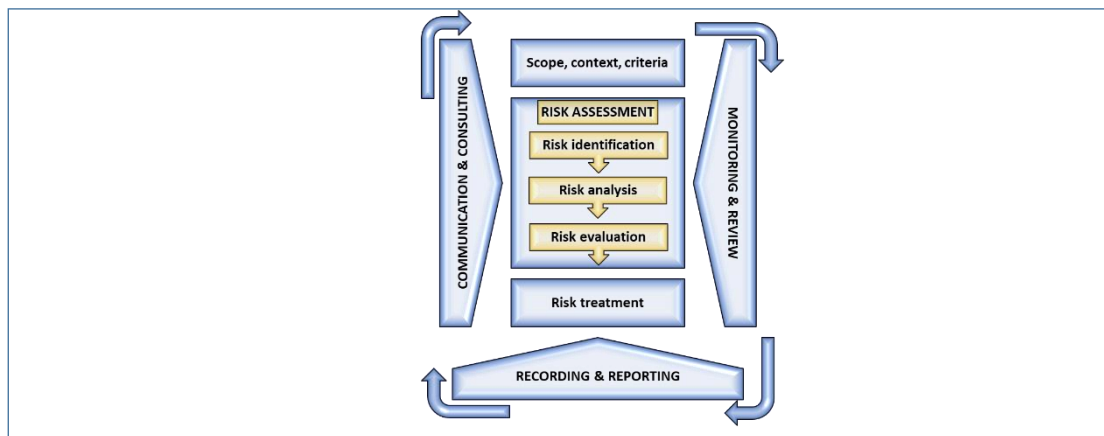 Scope, context, criteria
RISK ASSESSMENT
Risk identification
Risk analysis
Risk evaluation
Risk treatment
COMMUNICATION & CONSULTING
MONITORING & REVIEW
RECORDING & REPORTING